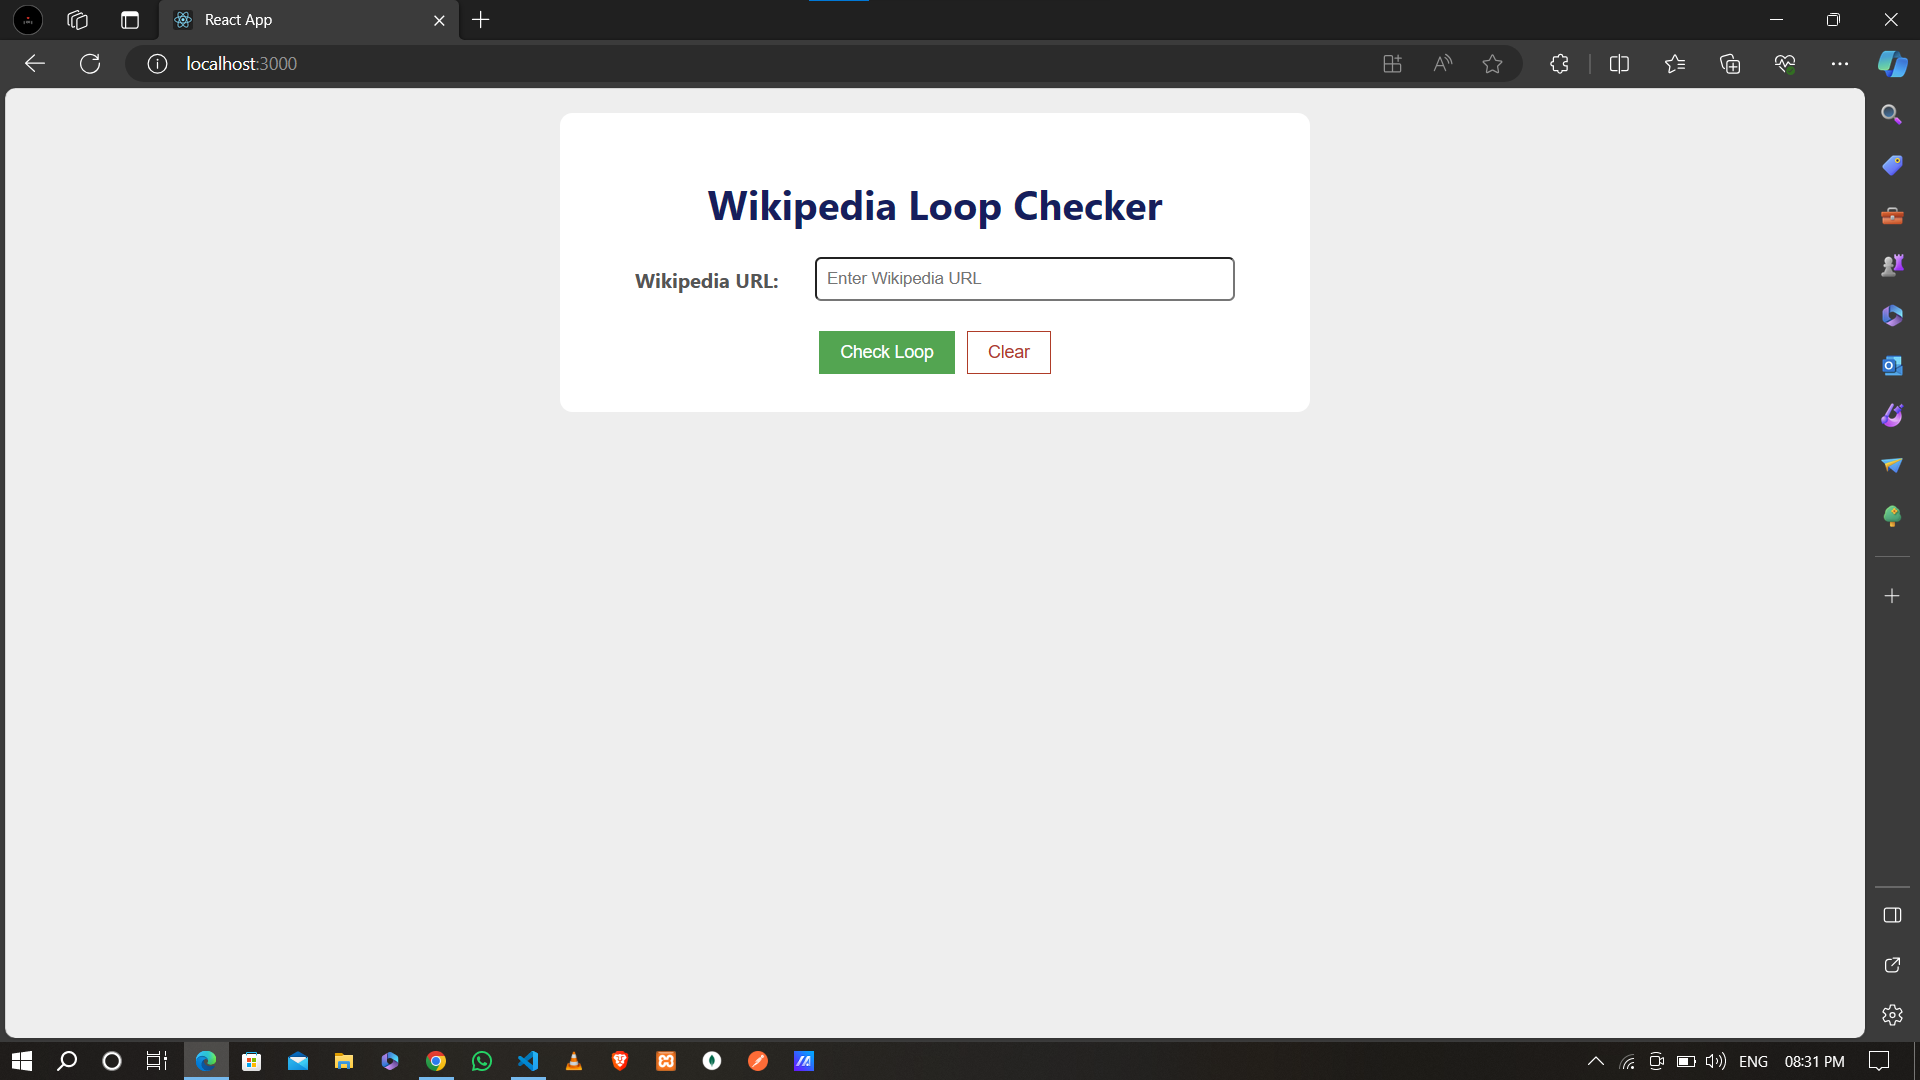 React App
localhost:3000
Wikipedia Loop Checker
Wikipedia URL:
Enter Wikipedia URL
Check Loop
Clear
ENG
08:31 PM